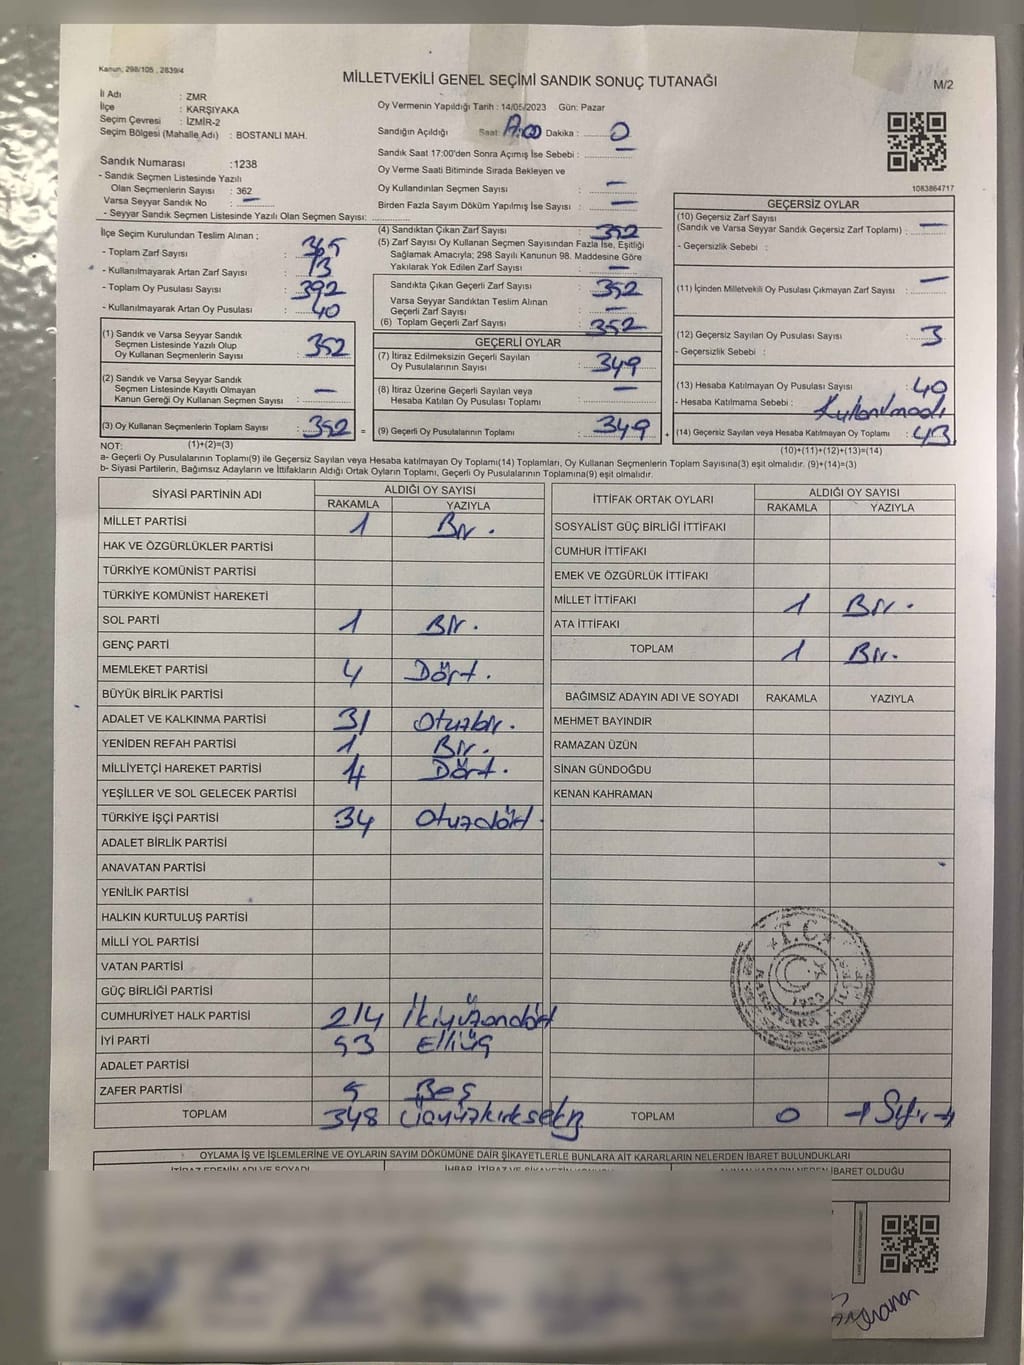 Kanun, 298/105 , 2839/4
MİLLETVEKİLİ GENEL SEÇİMİ SANDIK SONUÇ TUTANAĞI
M/2
İl Adı : ZMR
İlçe : KARŞIYAKA
Seçim Çevresi : İZMİR-2
Seçim Bölgesi (Mahalle Adı) : BOSTANLI MAH.
Sandık Numarası :1238
- Sandık Seçmen Listesinde Yazılı
Olan Seçmenlerin Sayısı : 362
Varsa Seyyar Sandık No : —
- Seyyar Sandık Seçmen Listesinde Yazılı Olan Seçmen Sayısı:
Oy Vermenin Yapıldığı Tarih : 14/05/2023 Gün: Pazar
Sandığın Açıldığı Saat: Dakika : 0
Sandık Saat 17:00'den Sonra Açımış İse Sebebi : —
Oy Verme Saati Bitiminde Sırada Bekleyen ve
Oy Kullandırılan Seçmen Sayısı : —
Birden Fazla Sayım Döküm Yapılmış İse Sayısı : —
1083864717
İlçe Seçim Kurulundan Teslim Alınan ;
- Toplam Zarf Sayısı : 365
- Kullanılmayarak Artan Zarf Sayısı : 13
- Toplam Oy Pusulası Sayısı : 392
- Kullanılmayarak Artan Oy Pusulası : 40
(1) Sandık ve Varsa Seyyar Sandık
Seçmen Listesinde Yazılı Olup
Oy Kullanan Seçmenlerin Sayısı : 352
(2) Sandık ve Varsa Seyyar Sandık
Seçmen Listesinde Kayıtlı Olmayan
Kanun Gereği Oy Kullanan Seçmen Sayısı : —
(3) Oy Kullanan Seçmenlerin Toplam Sayısı : 352 =
(4) Sandıktan Çıkan Zarf Sayısı : 352
(5) Zarf Sayısı Oy Kullanan Seçmen Sayısından Fazla İse, Eşitliği
Sağlamak Amacıyla; 298 Sayılı Kanunun 98. Maddesine Göre
Yakılarak Yok Edilen Zarf Sayısı : —
Sandıkta Çıkan Geçerli Zarf Sayısı : 352
Varsa Seyyar Sandıktan Teslim Alınan
Geçerli Zarf Sayısı : —
(6) Toplam Geçerli Zarf Sayısı : 352
GEÇERLİ OYLAR
(7) İtiraz Edilmeksizin Geçerli Sayılan
Oy Pusulalarının Sayısı : 349
(8) İtiraz Üzerine Geçerli Sayılan veya
Hesaba Katılan Oy Pusulası Toplamı : —
(9) Geçerli Oy Pusulalarının Toplamı : 349 +
GEÇERSİZ OYLAR
(10) Geçersiz Zarf Sayısı
(Sandık ve Varsa Seyyar Sandık Geçersiz Zarf Toplamı) : —
- Geçersizlik Sebebi :
(11) İçinden Milletvekili Oy Pusulası Çıkmayan Zarf Sayısı : —
(12) Geçersiz Sayılan Oy Pusulası Sayısı : 3
- Geçersizlik Sebebi :
(13) Hesaba Katılmayan Oy Pusulası Sayısı : 40
- Hesaba Katılmama Sebebi : Kullanılmadı
(14) Geçersiz Sayılan veya Hesaba Katılmayan Oy Toplamı : 43
NOT: (1)+(2)=(3)
(10)+(11)+(12)+(13)=(14)
a- Geçerli Oy Pusulalarının Toplamı(9) ile Geçersiz Sayılan veya Hesaba katılmayan Oy Toplamı(14) Toplamları, Oy Kullanan Seçmenlerin Toplam Sayısına(3) eşit olmalıdır. (9)+(14)=(3)
b- Siyasi Partilerin, Bağımsız Adayların ve İttifakların Aldığı Ortak Oyların Toplamı, Geçerli Oy Pusulalarının Toplamına(9) eşit olmalıdır.
SİYASİ PARTİNİN ADI
ALDIĞI OY SAYISI
RAKAMLA YAZIYLA
MİLLET PARTİSİ 1 Bir.
HAK VE ÖZGÜRLÜKLER PARTİSİ
TÜRKİYE KOMÜNİST PARTİSİ
TÜRKİYE KOMÜNİST HAREKETİ
SOL PARTİ 1 Bir.
GENÇ PARTİ
MEMLEKET PARTİSİ 4 Dört.
BÜYÜK BİRLİK PARTİSİ
ADALET VE KALKINMA PARTİSİ 31 Otuzbir.
YENİDEN REFAH PARTİSİ 1 Bir.
MİLLİYETÇİ HAREKET PARTİSİ 4 Dört.
YEŞİLLER VE SOL GELECEK PARTİSİ
TÜRKİYE İŞÇİ PARTİSİ 34 Otuzdört.
ADALET BİRLİK PARTİSİ
ANAVATAN PARTİSİ
YENİLİK PARTİSİ
HALKIN KURTULUŞ PARTİSİ
MİLLİ YOL PARTİSİ
VATAN PARTİSİ
GÜÇ BİRLİĞİ PARTİSİ
CUMHURİYET HALK PARTİSİ 214 İkiyüzondört
İYİ PARTİ 53 Elliüç
ADALET PARTİSİ
ZAFER PARTİSİ 5 Beş
TOPLAM 348 Üçyüzkırksekiz
İTTİFAK ORTAK OYLARI
ALDIĞI OY SAYISI
RAKAMLA YAZIYLA
SOSYALİST GÜÇ BİRLİĞİ İTTİFAKI
CUMHUR İTTİFAKI
EMEK VE ÖZGÜRLÜK İTTİFAKI
MİLLET İTTİFAKI 1 Bir.
ATA İTTİFAKI
TOPLAM 1 Bir.
BAĞIMSIZ ADAYIN ADI VE SOYADI RAKAMLA YAZIYLA
MEHMET BAYINDIR
RAMAZAN ÜZÜN
SİNAN GÜNDOĞDU
KENAN KAHRAMAN
T.C.
1923
TOPLAM 0 Sıfır
OYLAMA İŞ VE İŞLEMLERİNE VE OYLARIN SAYIM DÖKÜMÜNE DAİR ŞİKAYETLERLE BUNLARA AİT KARARLARIN NELERDEN İBARET BULUNDUKLARI
İBARET OLDUĞU